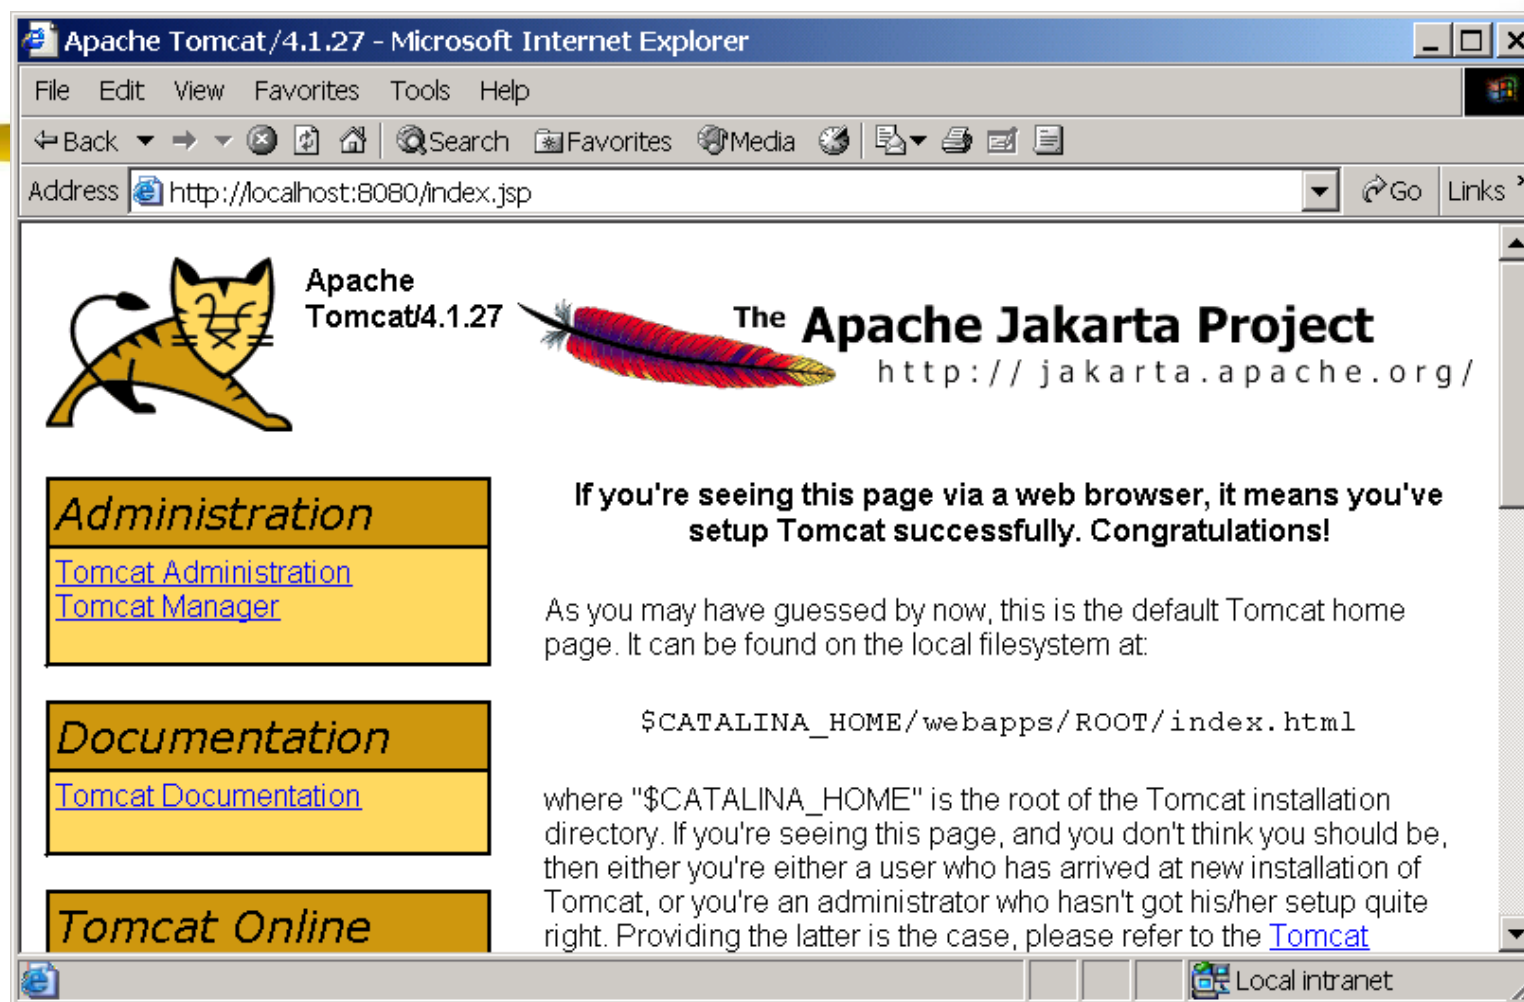 Apache Tomcat/4.1.27 - Microsoft Internet Explorer
File Edit View Favorites Tools Help
Back Search Favorites Media
Address http://localhost:8080/index.jsp Go Links
Apache
Tomcat/4.1.27
The Apache Jakarta Project
http://jakarta.apache.org/
Administration
Tomcat Administration
Tomcat Manager
Documentation
Tomcat Documentation
Tomcat Online
If you're seeing this page via a web browser, it means you've
setup Tomcat successfully. Congratulations!
As you may have guessed by now, this is the default Tomcat home
page. It can be found on the local filesystem at:
$CATALINA_HOME/webapps/ROOT/index.html
where "$CATALINA_HOME" is the root of the Tomcat installation
directory. If you're seeing this page, and you don't think you should be,
then either you're either a user who has arrived at new installation of
Tomcat, or you're an administrator who hasn't got his/her setup quite
right. Providing the latter is the case, please refer to the Tomcat
Local intranet